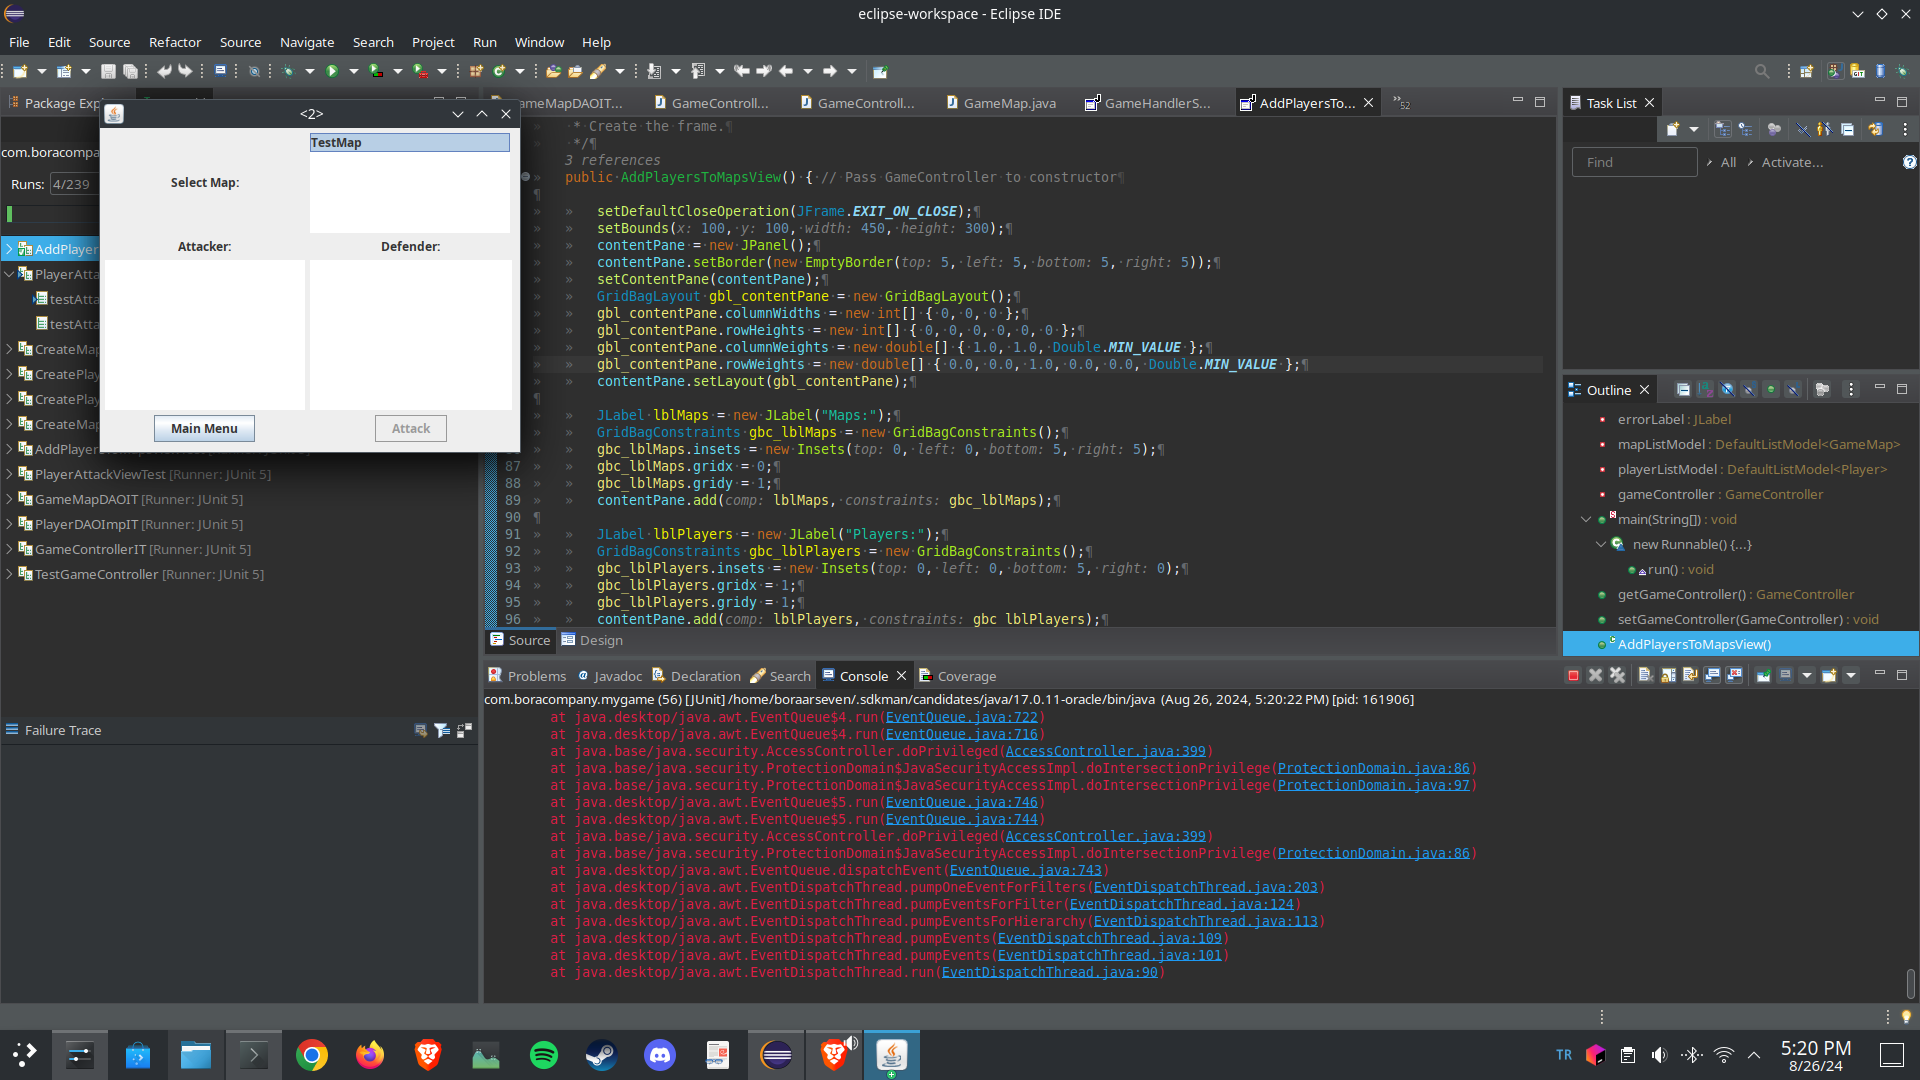 eclipse-workspace - Eclipse IDE
File Edit Source Refactor Source Navigate Search Project Run Window Help
Package Exp
com.boracompa
Runs: 4/239
AddPlayer
PlayerAtta
testAtta
testAtta
CreateMap
CreatePlay
CreatePlay
CreateMap
AddPlayer
PlayerAttackViewTest [Runner: JUnit 5]
GameMapDAOIT [Runner: JUnit 5]
PlayerDAOImpIT [Runner: JUnit 5]
GameControllerIT [Runner: JUnit 5]
TestGameController [Runner: JUnit 5]
Failure Trace
<2>
Select Map:
TestMap
Attacker:
Defender:
Main Menu
Attack
ameMapDAOIT... GameControll... GameControll... GameMap.java GameHandlerS... AddPlayersTo... »52
* Create the frame.¶
*/¶
3 references
public AddPlayersToMapsView() { // Pass GameController to constructor¶
¶
setDefaultCloseOperation(JFrame.EXIT_ON_CLOSE);¶
setBounds(x: 100, y: 100, width: 450, height: 300);¶
contentPane = new JPanel();¶
contentPane.setBorder(new EmptyBorder(top: 5, left: 5, bottom: 5, right: 5));¶
setContentPane(contentPane);¶
GridBagLayout gbl_contentPane = new GridBagLayout();¶
gbl_contentPane.columnWidths = new int[] { 0, 0, 0 };¶
gbl_contentPane.rowHeights = new int[] { 0, 0, 0, 0, 0, 0 };¶
gbl_contentPane.columnWeights = new double[] { 1.0, 1.0, Double.MIN_VALUE };¶
gbl_contentPane.rowWeights = new double[] { 0.0, 0.0, 1.0, 0.0, 0.0, Double.MIN_VALUE };¶
contentPane.setLayout(gbl_contentPane);¶
¶
JLabel lblMaps = new JLabel("Maps:");¶
GridBagConstraints gbc_lblMaps = new GridBagConstraints();¶
gbc_lblMaps.insets = new Insets(top: 0, left: 0, bottom: 5, right: 5);¶
87 gbc_lblMaps.gridx = 0;¶
88 gbc_lblMaps.gridy = 1;¶
89 contentPane.add(comp: lblMaps, constraints: gbc_lblMaps);¶
90 ¶
91 JLabel lblPlayers = new JLabel("Players:");¶
92 GridBagConstraints gbc_lblPlayers = new GridBagConstraints();¶
93 gbc_lblPlayers.insets = new Insets(top: 0, left: 0, bottom: 5, right: 0);¶
94 gbc_lblPlayers.gridx = 1;¶
95 gbc_lblPlayers.gridy = 1;¶
96 contentPane.add(comp: lblPlayers, constraints: gbc_lblPlayers);¶
Source Design
Problems Javadoc Declaration Search Console Coverage
com.boracompany.mygame (56) [JUnit] /home/boraarseven/.sdkman/candidates/java/17.0.11-oracle/bin/java (Aug 26, 2024, 5:20:22 PM) [pid: 161906]
at java.desktop/java.awt.EventQueue$4.run(EventQueue.java:722)
at java.desktop/java.awt.EventQueue$4.run(EventQueue.java:716)
at java.base/java.security.AccessController.doPrivileged(AccessController.java:399)
at java.base/java.security.ProtectionDomain$JavaSecurityAccessImpl.doIntersectionPrivilege(ProtectionDomain.java:86)
at java.base/java.security.ProtectionDomain$JavaSecurityAccessImpl.doIntersectionPrivilege(ProtectionDomain.java:97)
at java.desktop/java.awt.EventQueue$5.run(EventQueue.java:746)
at java.desktop/java.awt.EventQueue$5.run(EventQueue.java:744)
at java.base/java.security.AccessController.doPrivileged(AccessController.java:399)
at java.base/java.security.ProtectionDomain$JavaSecurityAccessImpl.doIntersectionPrivilege(ProtectionDomain.java:86)
at java.desktop/java.awt.EventQueue.dispatchEvent(EventQueue.java:743)
at java.desktop/java.awt.EventDispatchThread.pumpOneEventForFilters(EventDispatchThread.java:203)
at java.desktop/java.awt.EventDispatchThread.pumpEventsForFilter(EventDispatchThread.java:124)
at java.desktop/java.awt.EventDispatchThread.pumpEventsForHierarchy(EventDispatchThread.java:113)
at java.desktop/java.awt.EventDispatchThread.pumpEvents(EventDispatchThread.java:109)
at java.desktop/java.awt.EventDispatchThread.pumpEvents(EventDispatchThread.java:101)
at java.desktop/java.awt.EventDispatchThread.run(EventDispatchThread.java:90)
Task List
Find All Activate...
Outline
errorLabel : JLabel
mapListModel : DefaultListModel<GameMap>
playerListModel : DefaultListModel<Player>
gameController : GameController
main(String[]) : void
new Runnable() {...}
run() : void
getGameController() : GameController
setGameController(GameController) : void
AddPlayersToMapsView()
TR
5:20 PM
8/26/24